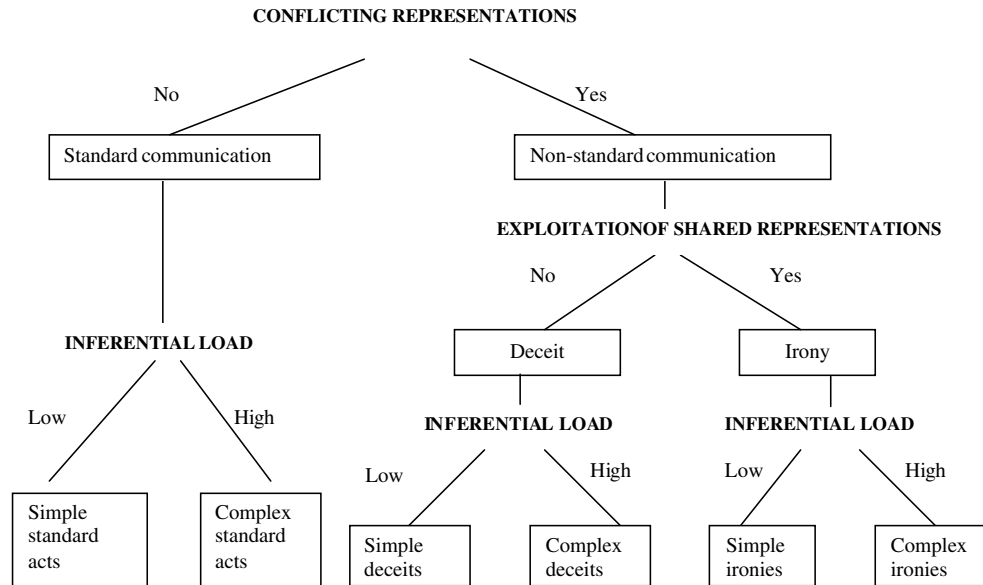 CONFLICTING REPRESENTATIONS
No
Yes
Standard communication
Non-standard communication
EXPLOITATIONOF SHARED REPRESENTATIONS
No
Yes
INFERENTIAL LOAD
Deceit
Irony
Low
High
INFERENTIAL LOAD
INFERENTIAL LOAD
Low
High
Low
High
Simple
standard
acts
Complex
standard
acts
Simple
deceits
Complex
deceits
Simple
ironies
Complex
ironies